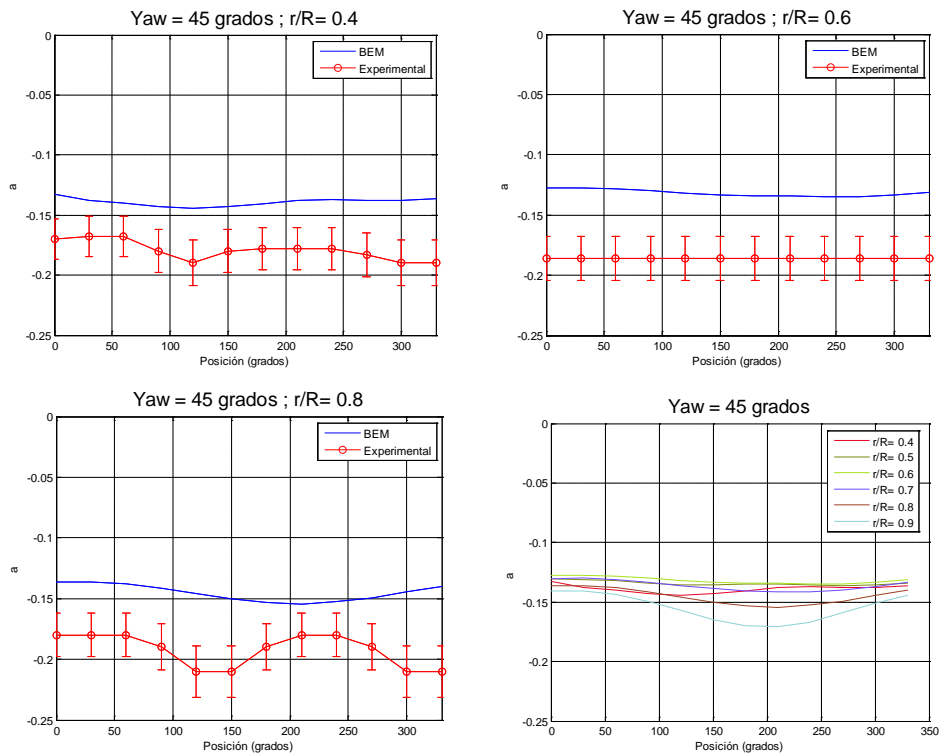 Yaw = 45 grados ; r/R= 0.4
0
-0.05
-0.1
-0.15
-0.2
-0.25
a
BEM
Experimental
0
50
100
150
200
250
300
Posición (grados)
Yaw = 45 grados ; r/R= 0.6
0
-0.05
-0.1
-0.15
-0.2
-0.25
a
BEM
Experimental
0
50
100
150
200
250
300
Posición (grados)
Yaw = 45 grados ; r/R= 0.8
0
-0.05
-0.1
-0.15
-0.2
-0.25
a
BEM
Experimental
0
50
100
150
200
250
300
Posición (grados)
Yaw = 45 grados
0
-0.05
-0.1
-0.15
-0.2
-0.25
a
r/R= 0.4
r/R= 0.5
r/R= 0.6
r/R= 0.7
r/R= 0.8
r/R= 0.9
0
50
100
150
200
250
300
350
Posición (grados)